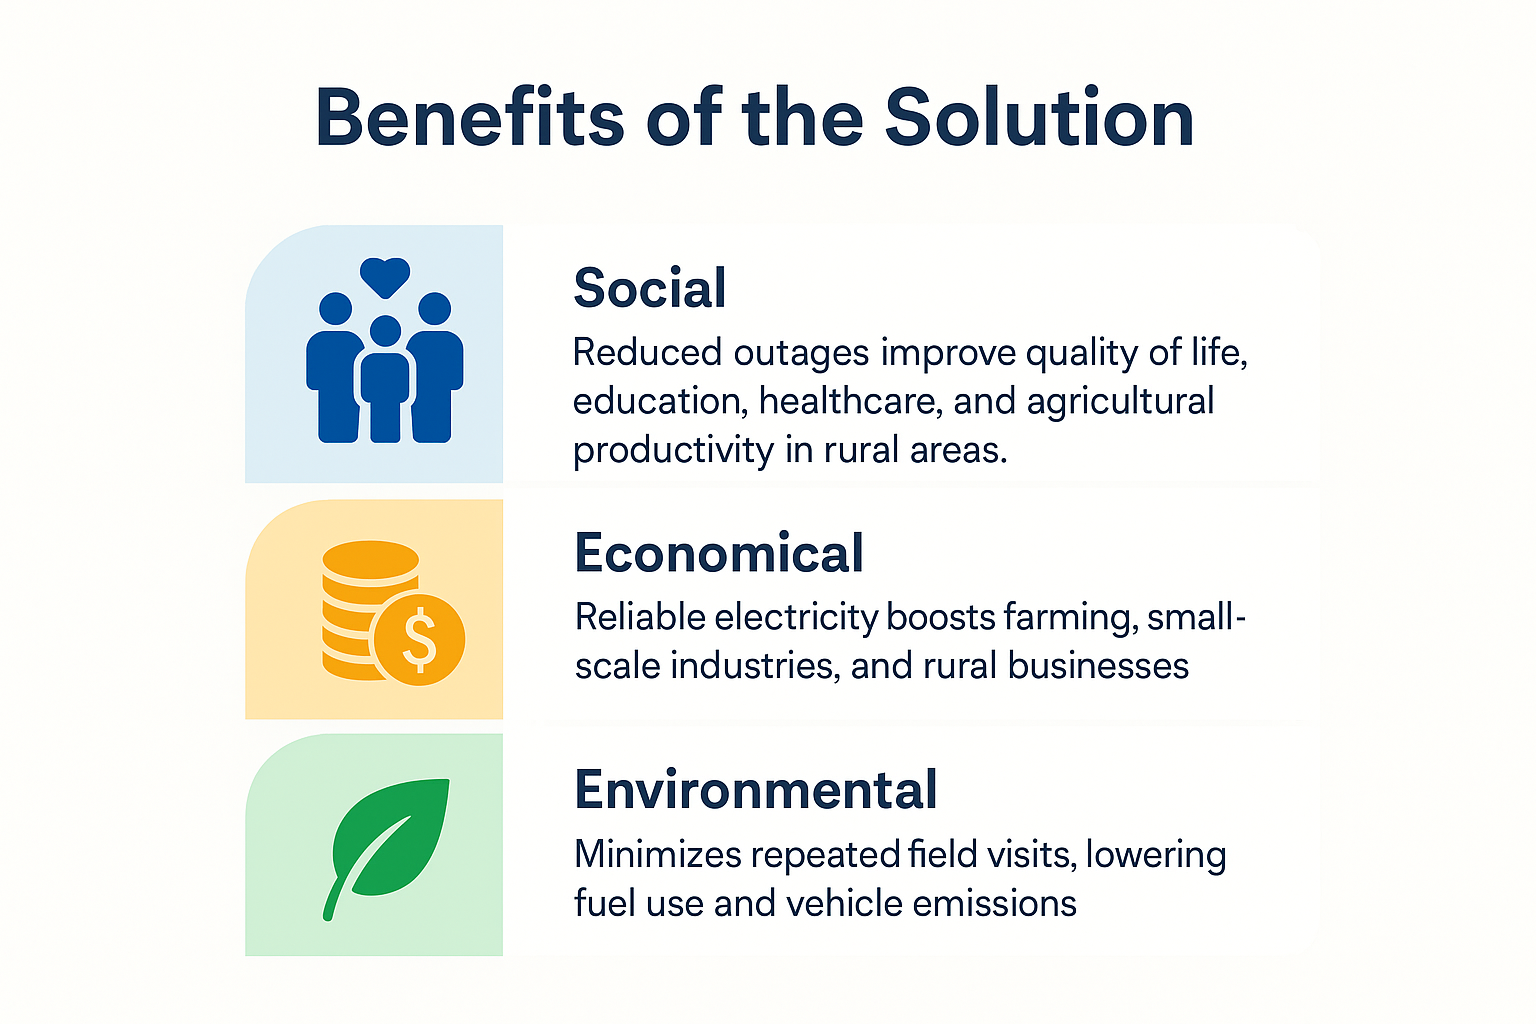 Benefits of the Solution
Social
Reduced outages improve quality of life,
education, healthcare, and agricultural
productivity in rural areas.
$
Economical
Reliable electricity boosts farming, small-
scale industries, and rural businesses
Environmental
Minimizes repeated field visits, lowering
fuel use and vehicle emissions